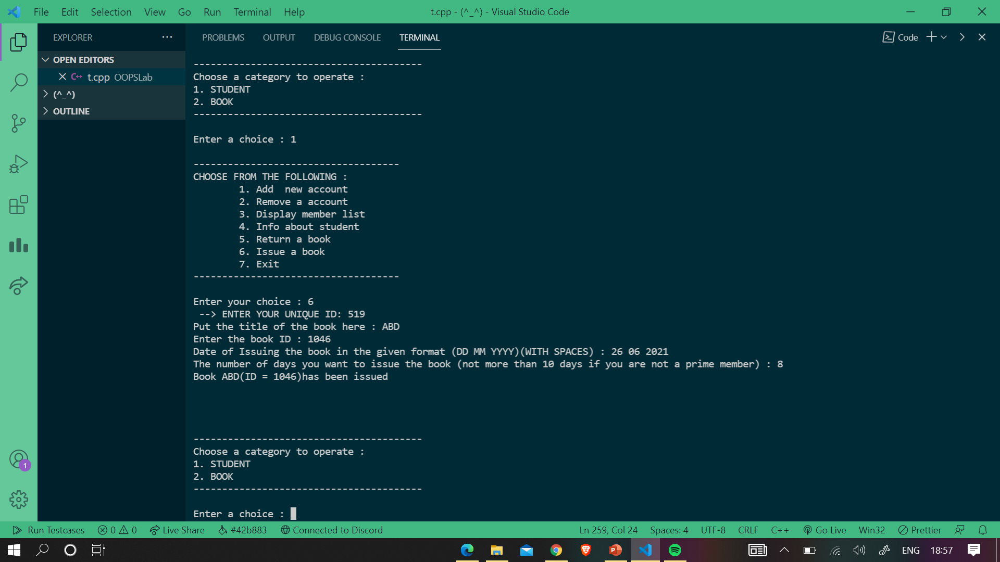 File Edit Selection View Go Run Terminal Help t.cpp - (^_^) - Visual Studio Code
EXPLORER ···
PROBLEMS OUTPUT DEBUG CONSOLE TERMINAL
Code
OPEN EDITORS
C++ t.cpp OOPSLab
(^_^)
OUTLINE
----------------------------------------
Choose a category to operate :
1. STUDENT
2. BOOK
----------------------------------------
Enter a choice : 1
------------------------------------
CHOOSE FROM THE FOLLOWING :
1. Add  new account
2. Remove a account
3. Display member list
4. Info about student
5. Return a book
6. Issue a book
7. Exit
------------------------------------
Enter your choice : 6
--> ENTER YOUR UNIQUE ID: 519
Put the title of the book here : ABD
Enter the book ID : 1046
Date of Issuing the book in the given format (DD MM YYYY)(WITH SPACES) : 26 06 2021
The number of days you want to issue the book (not more than 10 days if you are not a prime member) : 8
Book ABD(ID = 1046)has been issued
----------------------------------------
Choose a category to operate :
1. STUDENT
2. BOOK
----------------------------------------
Enter a choice :
1
Run Testcases 0 0 Live Share #42b883 Connected to Discord Ln 259, Col 24 Spaces: 4 UTF-8 CRLF C++ Go Live Win32 Prettier
P ENG 18:57